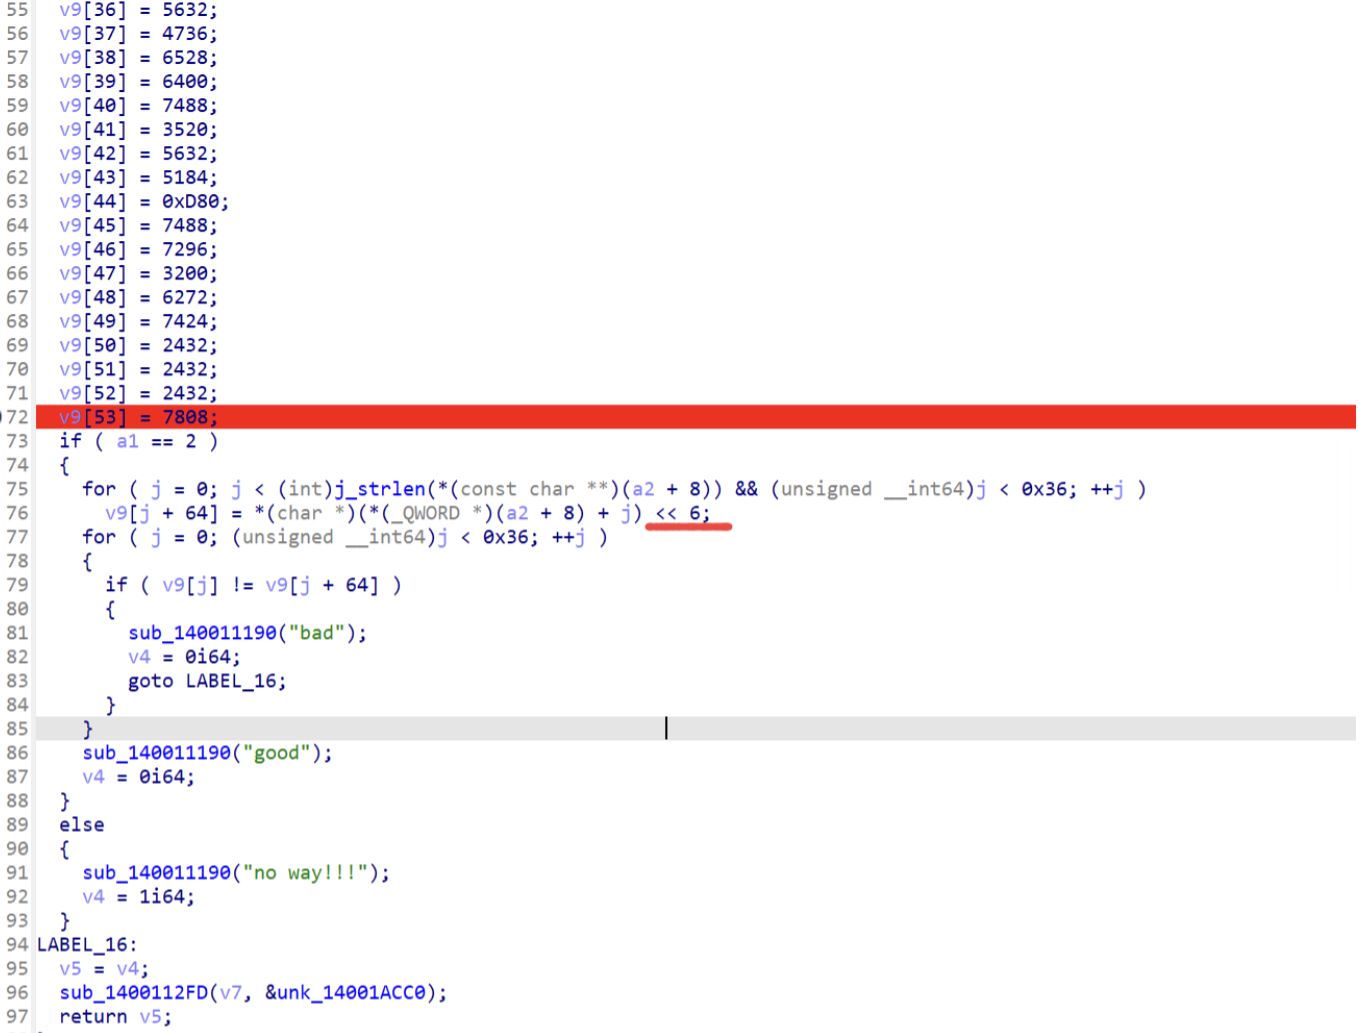 55 v9[36] = 5632;
56 v9[37] = 4736;
57 v9[38] = 6528;
58 v9[39] = 6400;
59 v9[40] = 7488;
60 v9[41] = 3520;
61 v9[42] = 5632;
62 v9[43] = 5184;
63 v9[44] = 0xD80;
64 v9[45] = 7488;
65 v9[46] = 7296;
66 v9[47] = 3200;
67 v9[48] = 6272;
68 v9[49] = 7424;
69 v9[50] = 2432;
70 v9[51] = 2432;
71 v9[52] = 2432;
72 v9[53] = 7808;
73 if ( a1 == 2 )
74 {
75 for ( j = 0; j < (int)j_strlen(*(const char **)(a2 + 8)) && (unsigned __int64)j < 0x36; ++j )
76 v9[j + 64] = *(char *)(*(_QWORD *)(a2 + 8) + j) << 6;
77 for ( j = 0; (unsigned __int64)j < 0x36; ++j )
78 {
79 if ( v9[j] != v9[j + 64] )
80 {
81 sub_140011190("bad");
82 v4 = 0i64;
83 goto LABEL_16;
84 }
85 }
86 sub_140011190("good");
87 v4 = 0i64;
88 }
89 else
90 {
91 sub_140011190("no way!!!");
92 v4 = 1i64;
93 }
94 LABEL_16:
95 v5 = v4;
96 sub_1400112FD(v7, &unk_14001ACC0);
97 return v5;